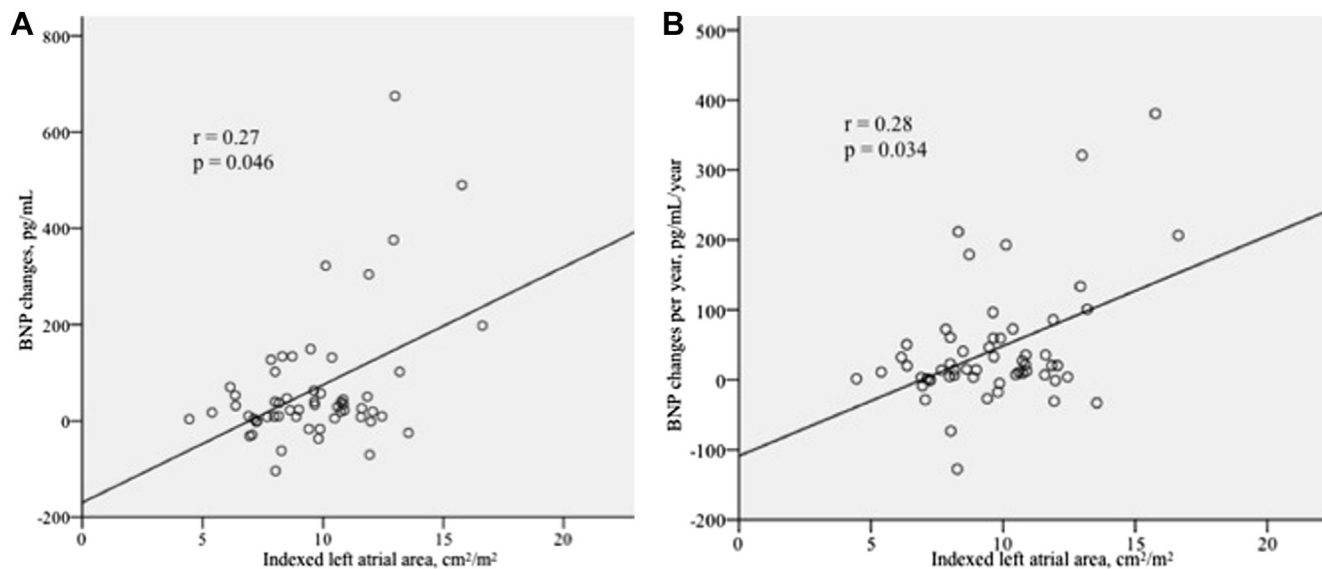 A
BNP changes, pg/mL
800
600
400
200
0
-200
r = 0.27
p = 0.046
0 5 10 15 20
Indexed left atrial area, cm²/m²
B
BNP changes per year, pg/mL/year
500
400
300
200
100
0
-100
-200
r = 0.28
p = 0.034
0 5 10 15 20
Indexed left atrial area, cm²/m²